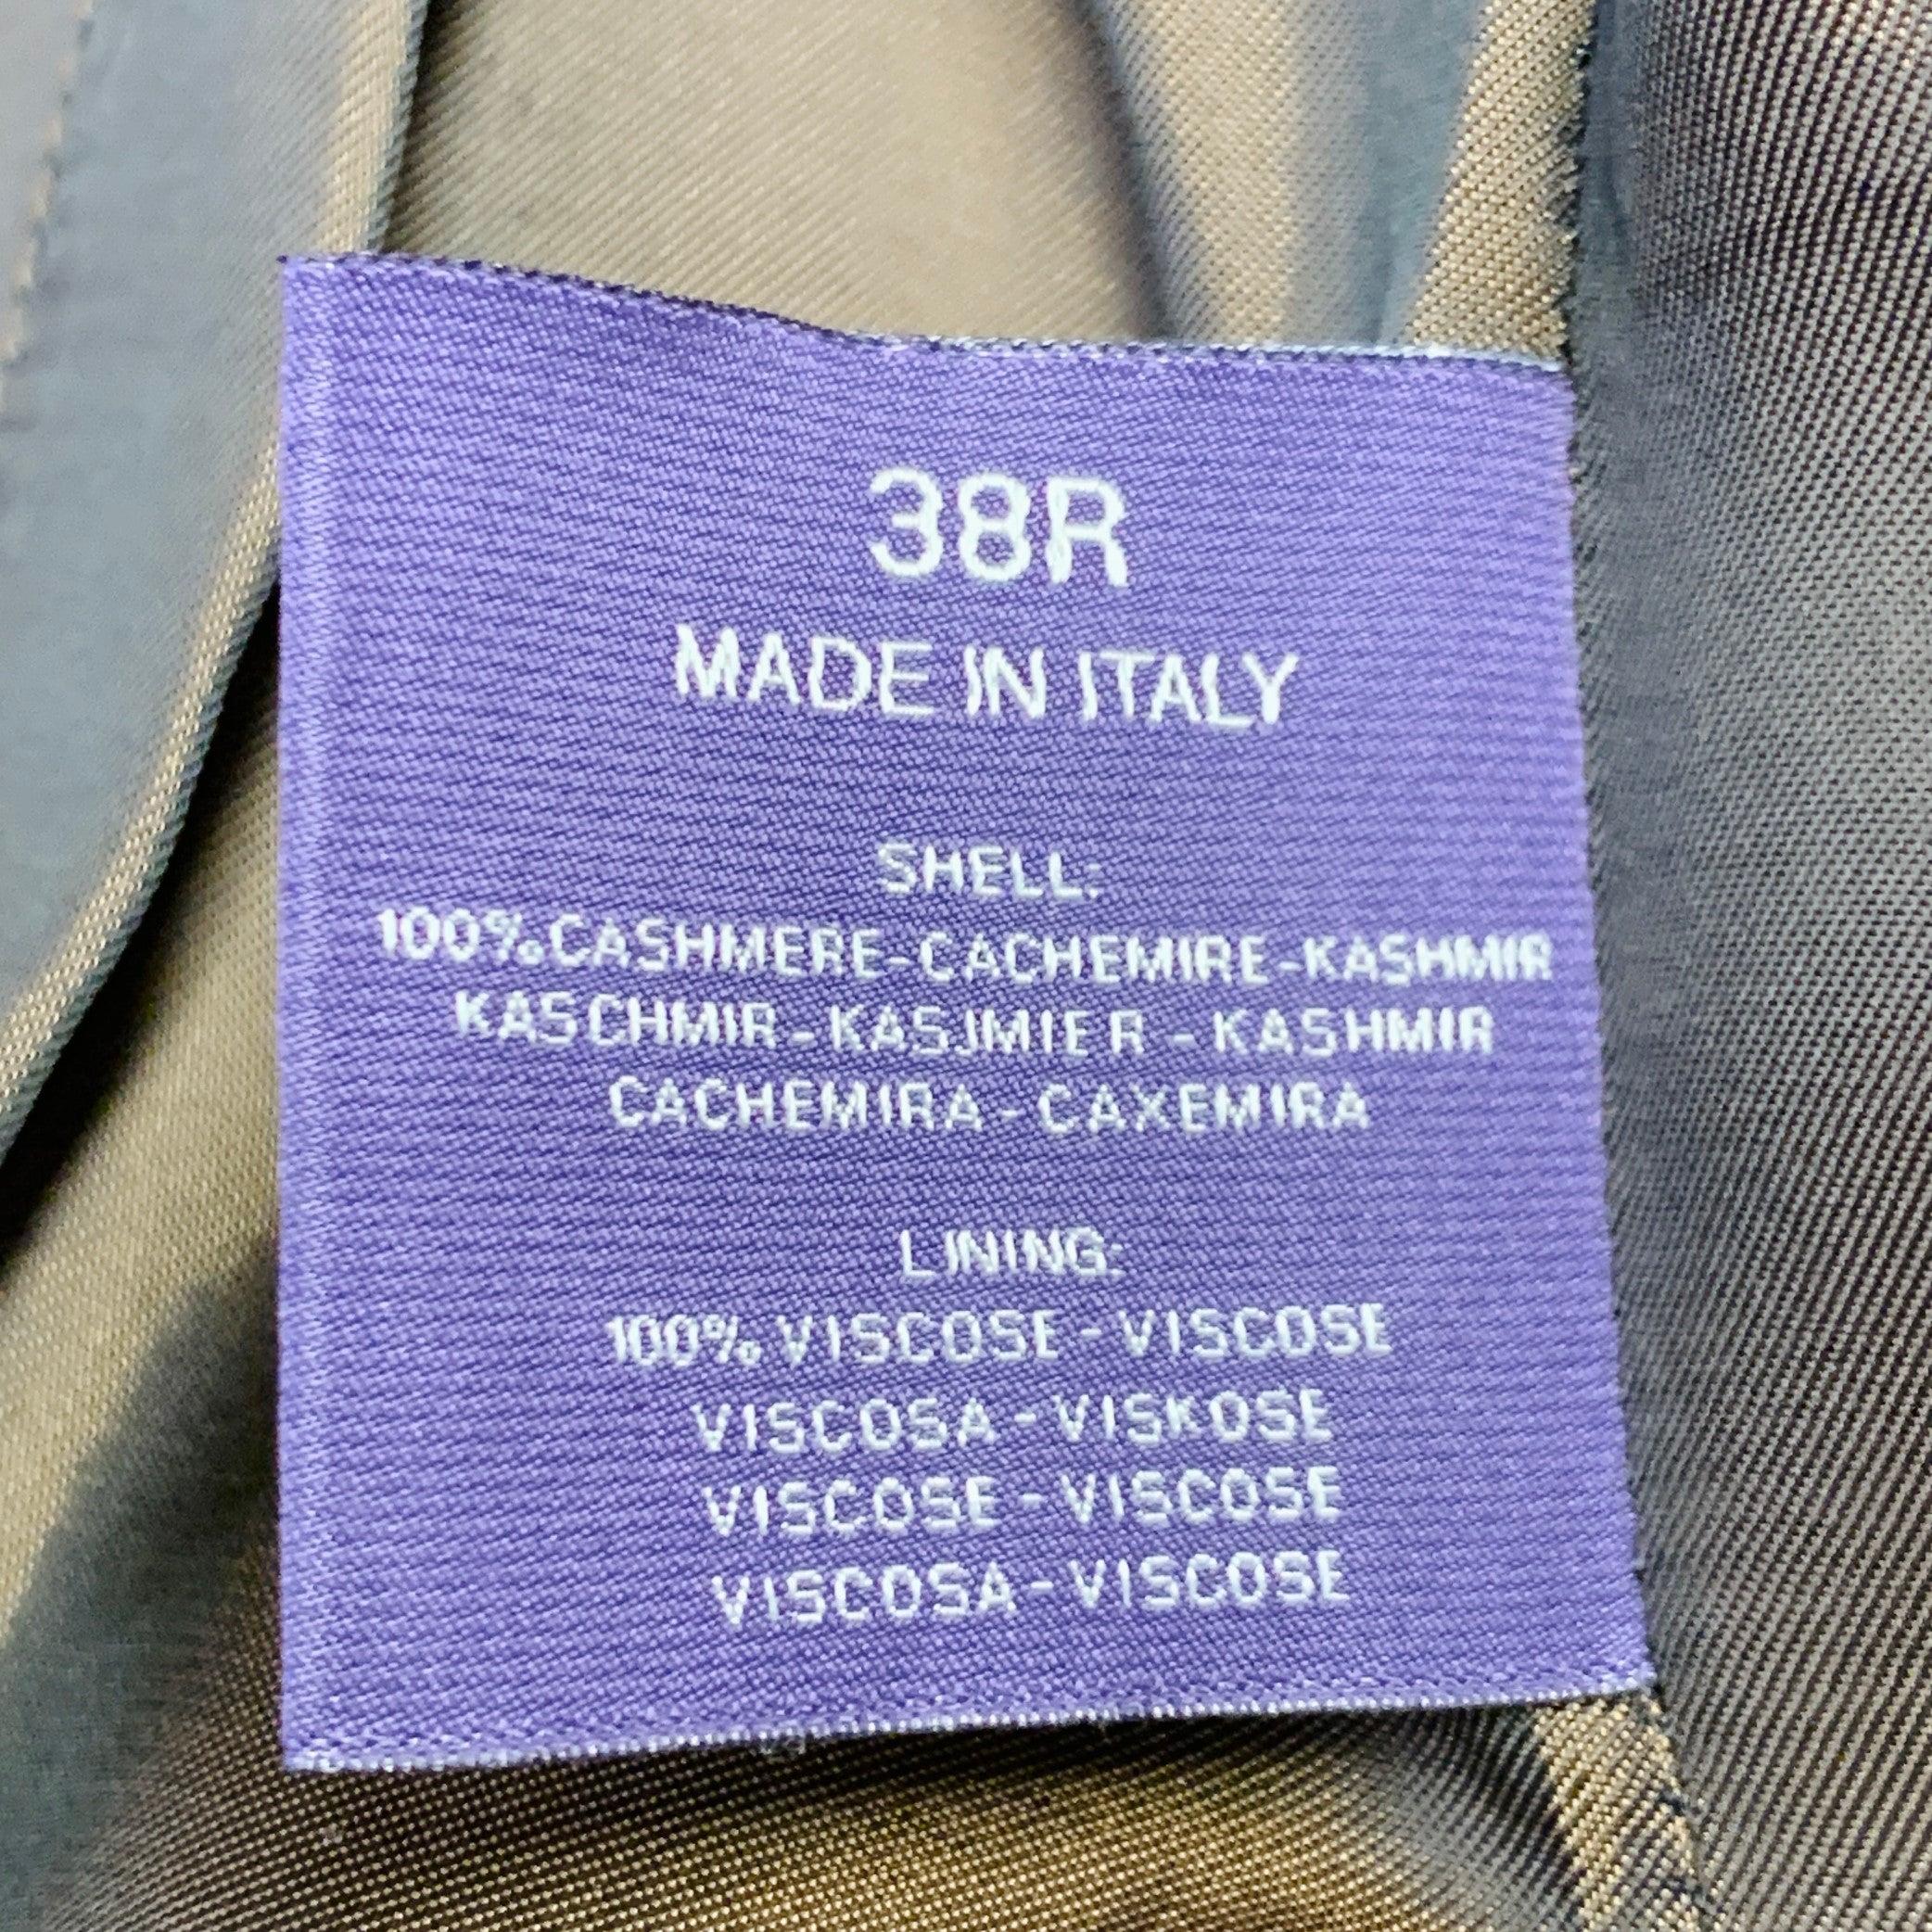 38R
MADE IN ITALY
SHELL:
100% CASHMERE-CACHEMIRE-KASHMIR
KASCHMIR - KASJMIER - KASHMIR
CACHEMIRA - CAXEMIRA
LINING:
100% VISCOSE - VISCOSE
VISCOSA - VISKOSE
VISCOSE - VISCOSE
VISCOSA - VISCOSE